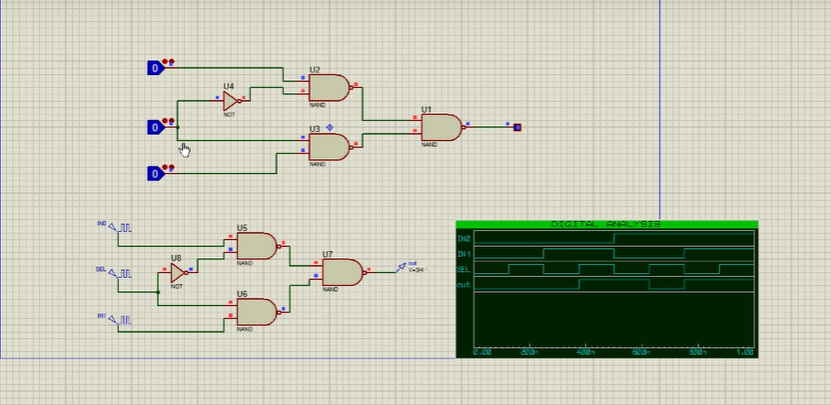 0
U2
NAND
U4
NOT
0
U3
NAND
U1
NAND
0
IN0
U5
NAND
SEL
U8
NOT
U7
NAND
out
U6
NAND
IN1
DIGITAL ANALYSIS
IN0
IN1
SEL
out
0.00 200m 400m 600m 800m 1.00